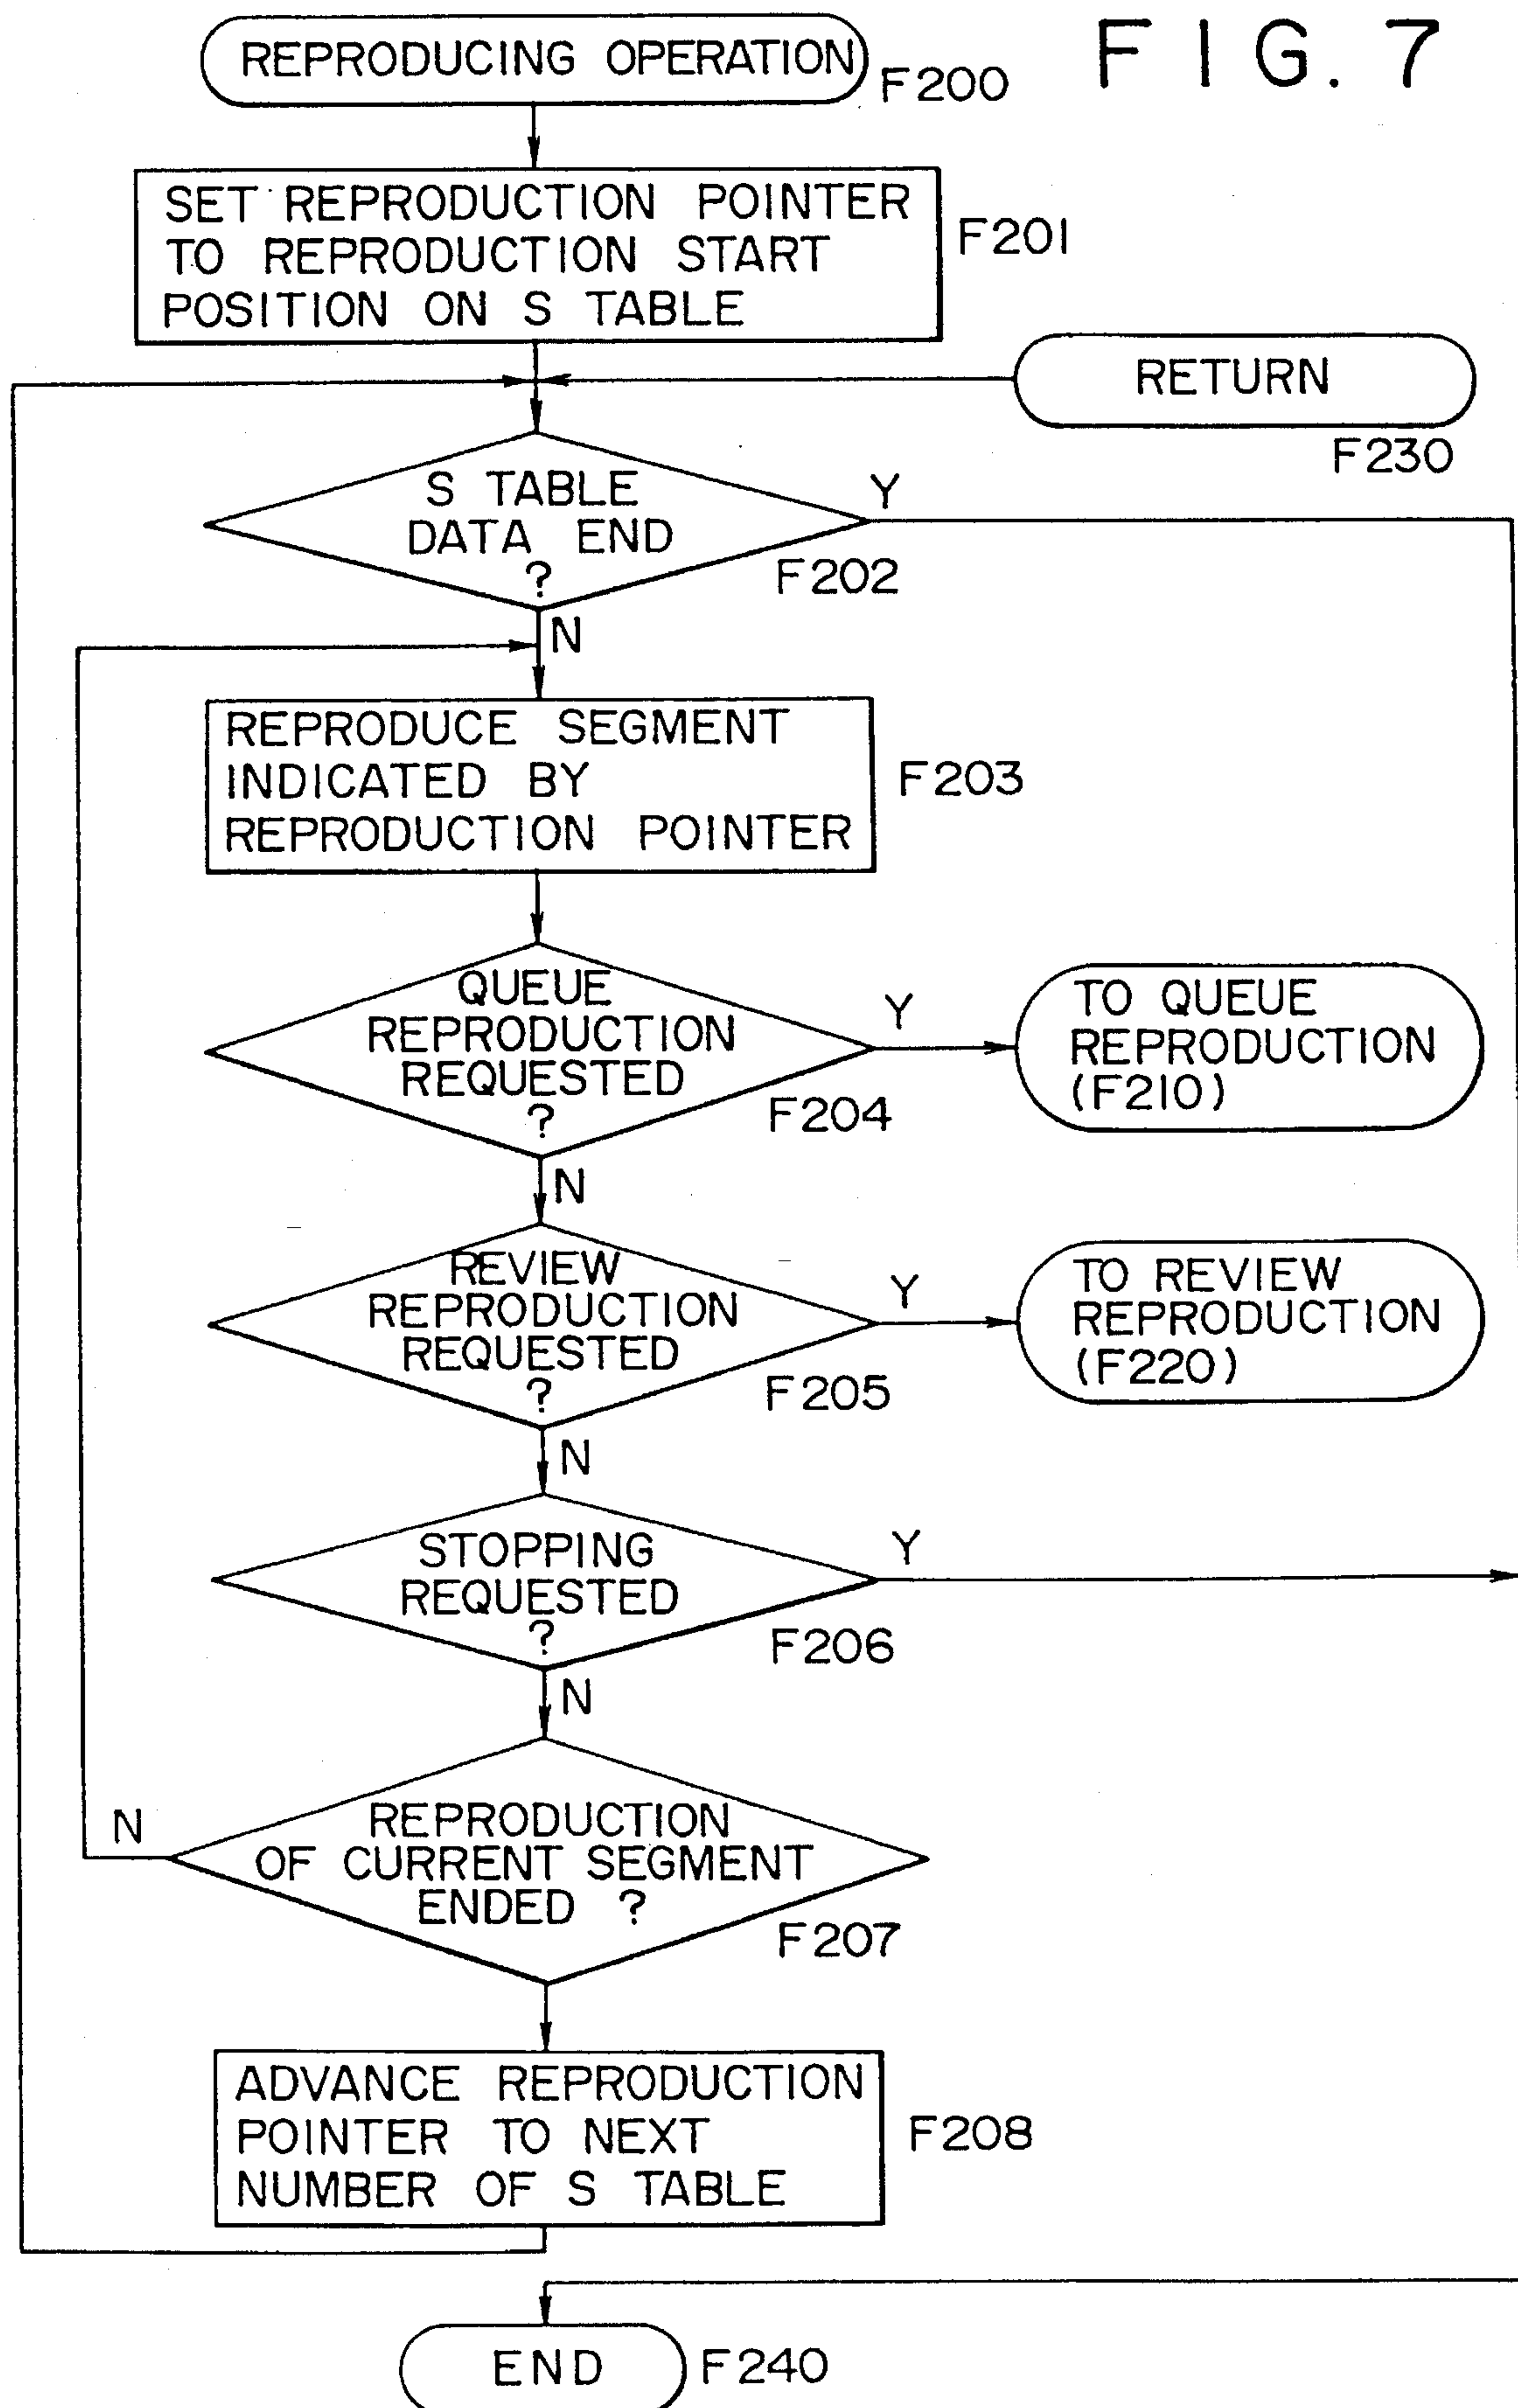 REPRODUCING OPERATION
F200
FIG. 7
SET REPRODUCTION POINTER
TO REPRODUCTION START
POSITION ON S TABLE
F201
RETURN
F230
S TABLE
DATA END
?
Y
F202
N
REPRODUCE SEGMENT
INDICATED BY
REPRODUCTION POINTER
F203
QUEUE
REPRODUCTION
REQUESTED
?
Y
F204
TO QUEUE
REPRODUCTION
(F210)
N
REVIEW
REPRODUCTION
REQUESTED
?
Y
F205
TO REVIEW
REPRODUCTION
(F220)
N
STOPPING
REQUESTED
?
Y
F206
N
REPRODUCTION
OF CURRENT SEGMENT
ENDED ?
N
F207
ADVANCE REPRODUCTION
POINTER TO NEXT
NUMBER OF S TABLE
F208
END
F240